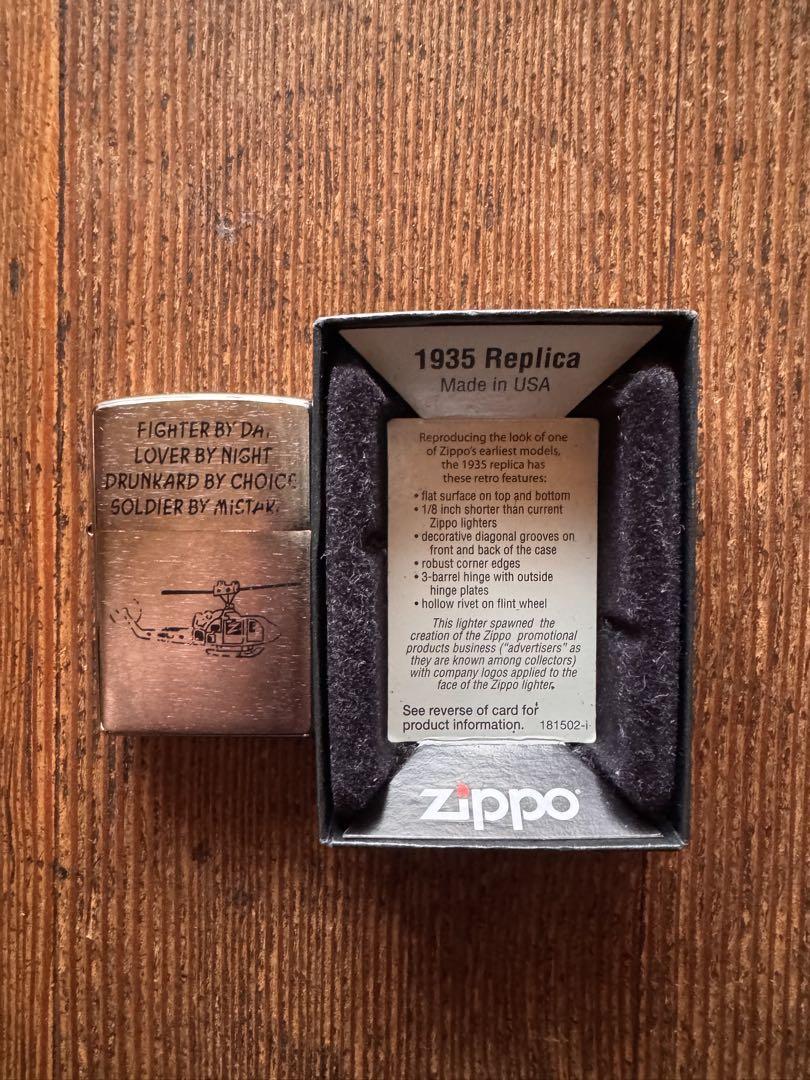 FIGHTER BY DA
LOVER BY NIGHT
DRUNKARD BY CHOICE
SOLDIER BY MISTAK
1935 Replica
Made in USA
Reproducing the look of one
of Zippo's earliest models,
the 1935 replica has
these retro features:
• flat surface on top and bottom
• 1/8 inch shorter than current
Zippo lighters
• decorative diagonal grooves on
front and back of the case
• robust corner edges
• 3-barrel hinge with outside
hinge plates
• hollow rivet on flint wheel
This lighter spawned the
creation of the Zippo promotional
products business ("advertisers" as
they are known among collectors)
with company logos applied to the
face of the Zippo lighter.
See reverse of card for
product information. 181502-i
zippo®